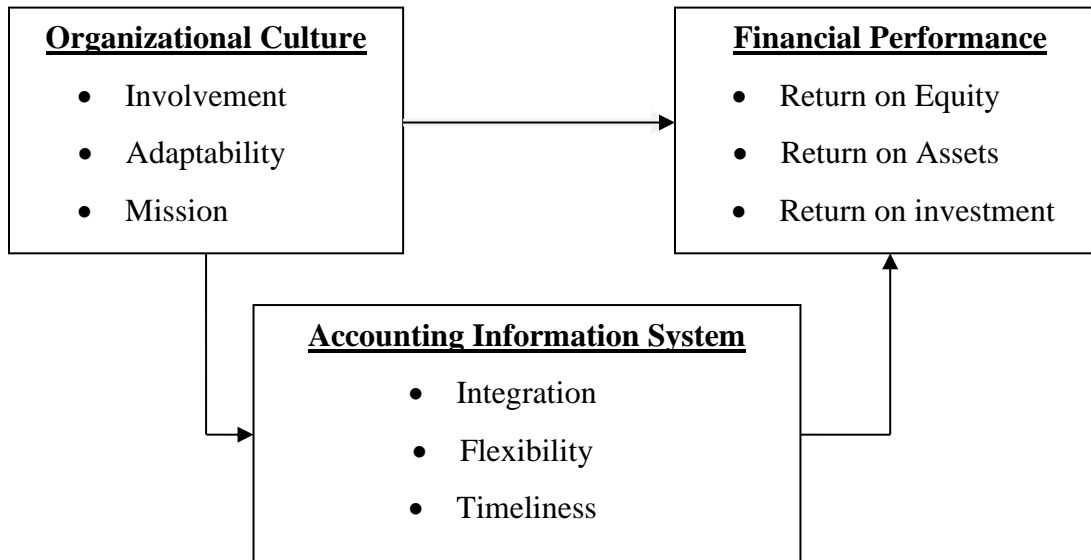 Organizational Culture
• Involvement
• Adaptability
• Mission
Financial Performance
• Return on Equity
• Return on Assets
• Return on investment
Accounting Information System
• Integration
• Flexibility
• Timeliness